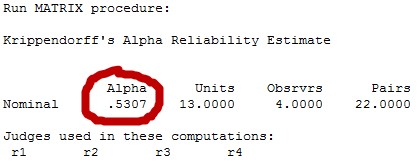 Run MATRIX procedure:
Krippendorff's Alpha Reliability Estimate
Alpha Units Obsrvrs Pairs
Nominal .5307 13.0000 4.0000 22.0000
Judges used in these computations:
r1 r2 r3 r4